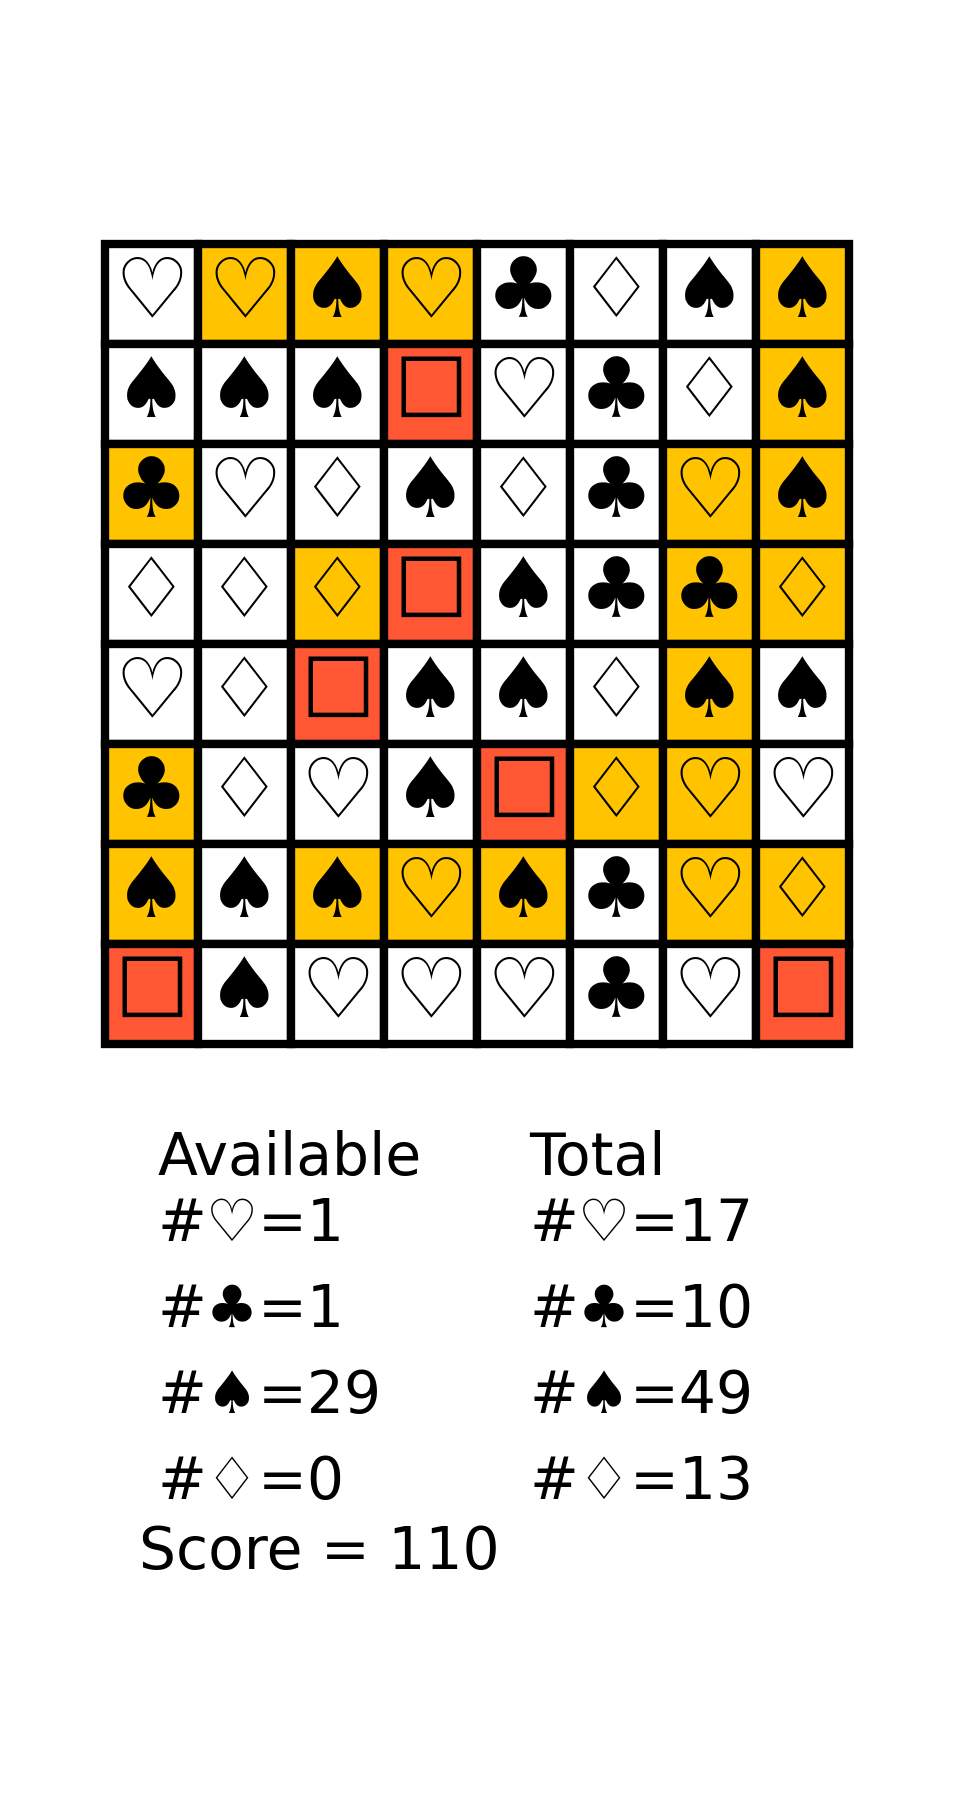 ♡ ♡ ♠ ♡ ♣ ♢ ♠ ♠
♠ ♠ ♠ □ ♡ ♣ ♢ ♠
♣ ♡ ♢ ♠ ♢ ♣ ♡ ♠
♢ ♢ ♢ □ ♠ ♣ ♣ ♢
♡ ♢ □ ♠ ♠ ♢ ♠ ♠
♣ ♢ ♡ ♠ □ ♢ ♡ ♡
♠ ♠ ♠ ♡ ♠ ♣ ♡ ♢
□ ♠ ♡ ♡ ♡ ♣ ♡ □
Available Total
#♡=1 #♡=17
#♣=1 #♣=10
#♠=29 #♠=49
#♢=0 #♢=13
Score = 110